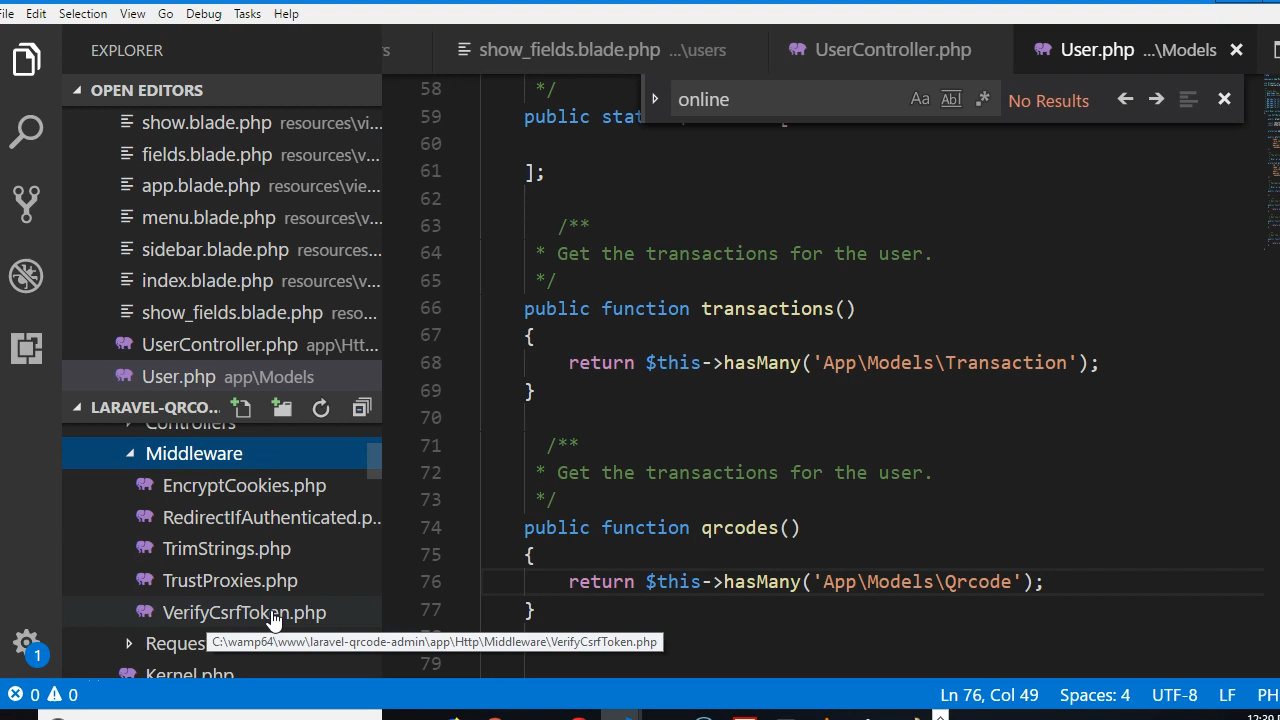 File Edit Selection View Go Debug Tasks Help
EXPLORER
show_fields.blade.php ...\users
UserController.php
User.php ...\Models
OPEN EDITORS
online
Aa Abl .*
No Results
show.blade.php resources\vi...
fields.blade.php resources\v...
app.blade.php resources\vie...
menu.blade.php resources\v...
sidebar.blade.php resources...
index.blade.php resources\v...
show_fields.blade.php reso...
UserController.php app\Htt...
User.php app\Models
LARAVEL-QRCO...
Controllers
Middleware
EncryptCookies.php
RedirectIfAuthenticated.p...
TrimStrings.php
TrustProxies.php
VerifyCsrfToken.php
C:\wamp64\www\laravel-qrcode-admin\app\Http\Middleware\VerifyCsrfToken.php
Kernel.php
58 */
59 public
60
61 ];
62
63 /**
64 * Get the transactions for the user.
65 */
66 public function transactions()
67 {
68 return $this->hasMany('App\Models\Transaction');
69 }
70
71 /**
72 * Get the transactions for the user.
73 */
74 public function qrcodes()
75 {
76 return $this->hasMany('App\Models\Qrcode');
77 }
79
1
0 0
Ln 76, Col 49 Spaces: 4 UTF-8 LF PH